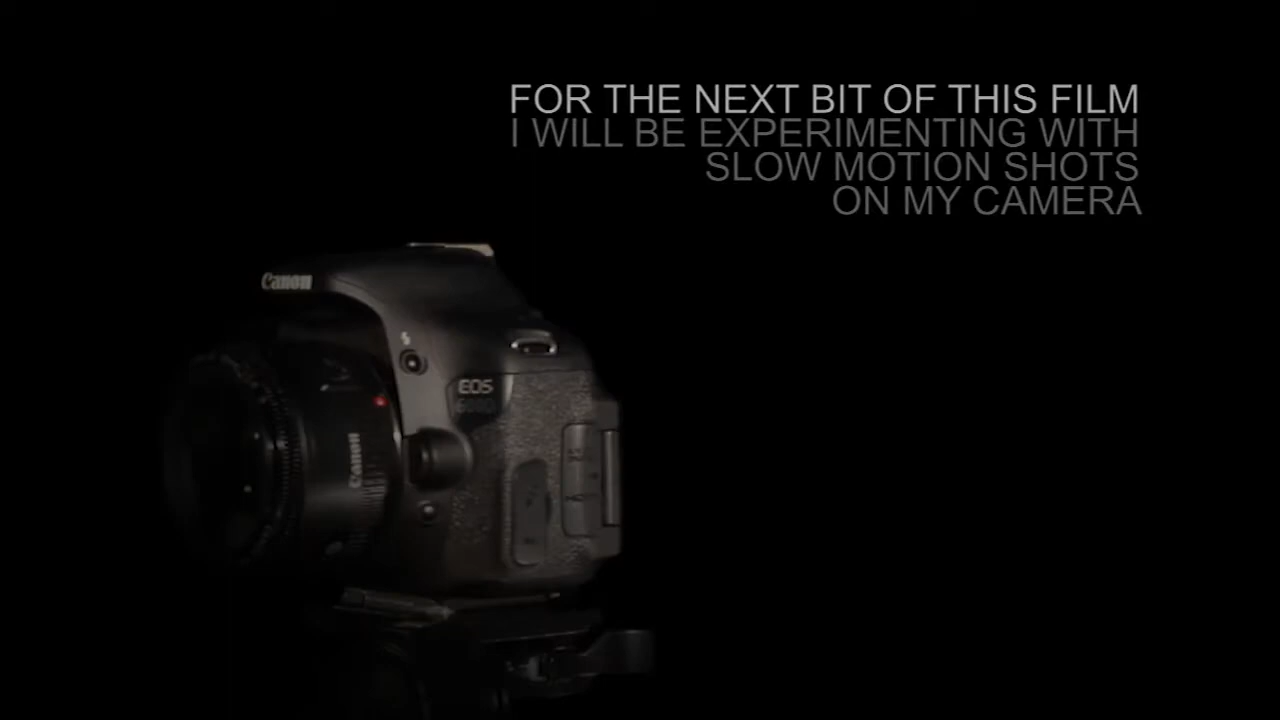 FOR THE NEXT BIT OF THIS FILM
I WILL BE EXPERIMENTING WITH
SLOW MOTION SHOTS
ON MY CAMERA
Canon
EOS
Canon